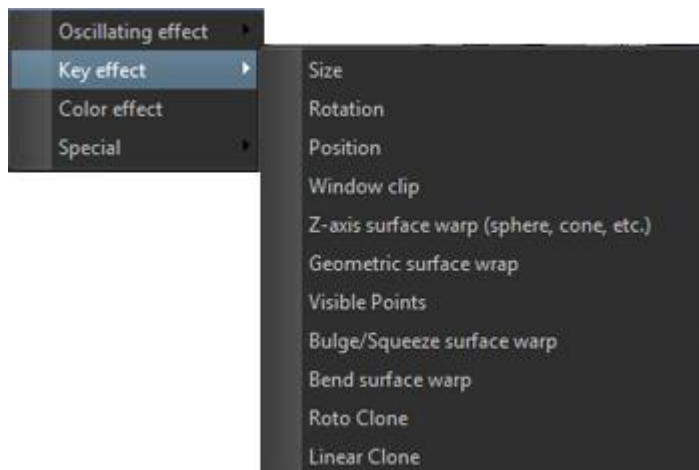 Oscillating effect
Key effect
Color effect
Special
Size
Rotation
Position
Window clip
Z-axis surface warp (sphere, cone, etc.)
Geometric surface wrap
Visible Points
Bulge/Squeeze surface warp
Bend surface warp
Roto Clone
Linear Clone